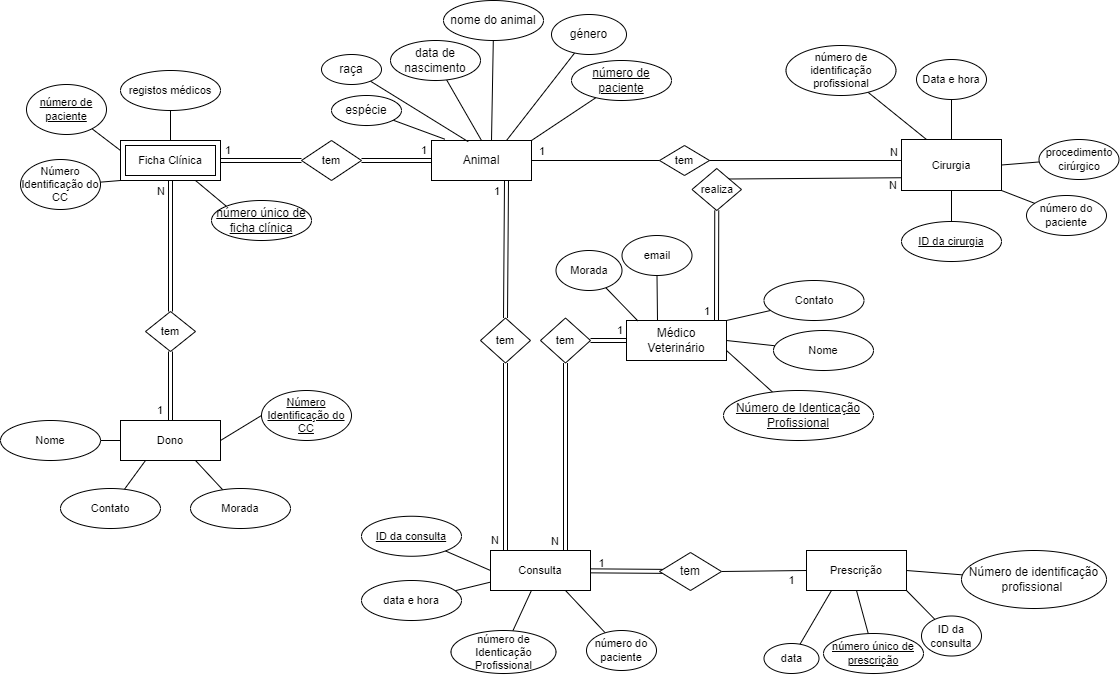 nome do animal
género
data de
nascimento
raça
número de
paciente
espécie
número de
identificação
profissional
Data e hora
registos médicos
número de
paciente
Ficha Clínica
1
tem
1
Animal
1
tem
N
Cirurgia
procedimento
cirúrgico
Número
Identificação do
CC
N
1
realiza
N
número do
paciente
número único de
ficha clínica
ID da cirurgia
Morada
email
Contato
1
tem
tem
tem
1
Médico
Veterinário
Nome
Número de Identicação
Profissional
1
Dono
Número
Identificação do
CC
Nome
Contato
Morada
ID da consulta
N
N
Consulta
1
tem
1
Prescrição
Número de identificação
profissional
data e hora
número de
Identicação
Profissional
número do
paciente
data
número único de
prescrição
ID da
consulta